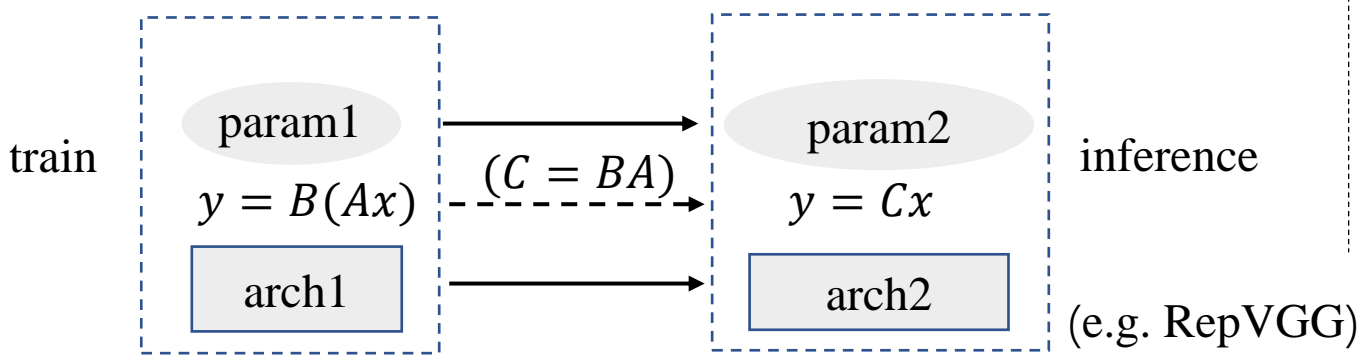 train
param1
y = B(Ax)
arch1
(C = BA)
param2
y = Cx
arch2
inference
(e.g. RepVGG)